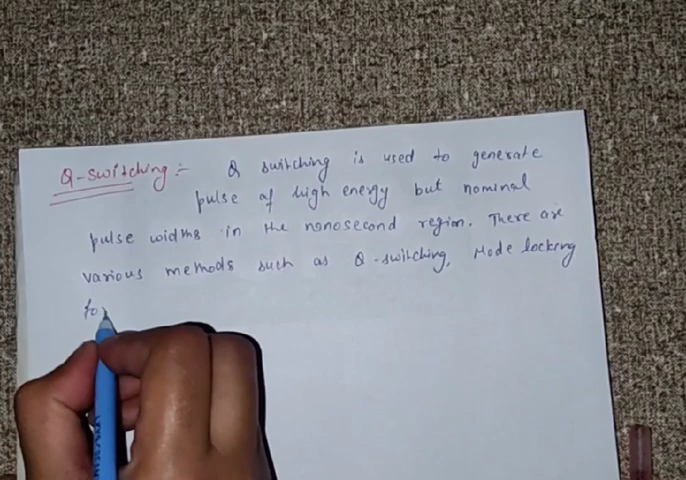 Q-switching :- Q switching is used to generate
pulse of high energy but nominal
pulse widths in the nanosecond region. There are
various methods such as Q-switching, Mode locking
for